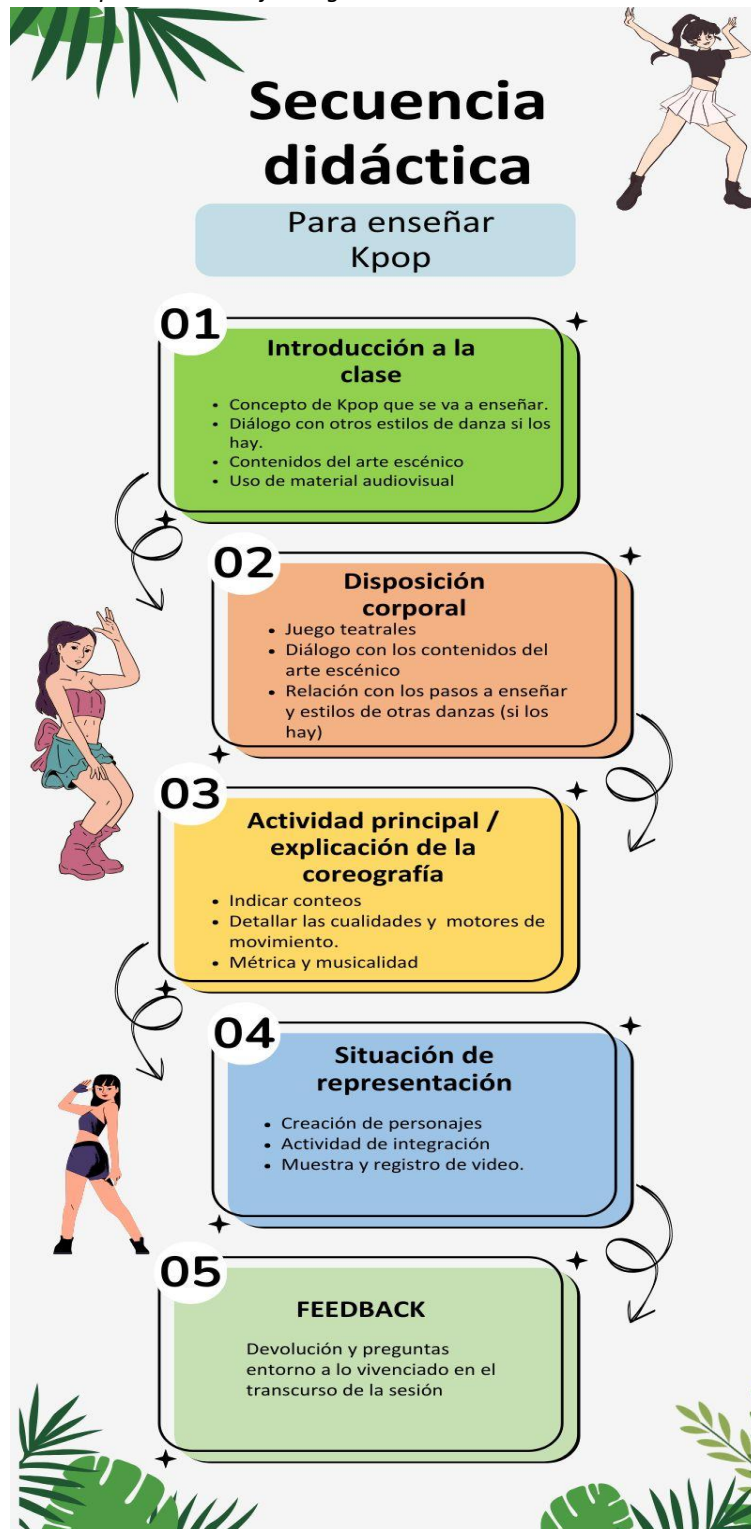 Secuencia
didáctica
Para enseñar
Kpop
01
Introducción a la
clase
• Concepto de Kpop que se va a enseñar.
• Diálogo con otros estilos de danza si los
hay.
• Contenidos del arte escénico
• Uso de material audiovisual
02
Disposición
corporal
• Juego teatrales
• Diálogo con los contenidos del
arte escénico
• Relación con los pasos a enseñar
y estilos de otras danzas (si los
hay)
03
Actividad principal /
explicación de la
coreografía
• Indicar conteos
• Detallar las cualidades y motores de
movimiento.
• Métrica y musicalidad
04
Situación de
representación
• Creación de personajes
• Actividad de integración
• Muestra y registro de video.
05
FEEDBACK
Devolución y preguntas
entorno a lo vivenciado en el
transcurso de la sesión